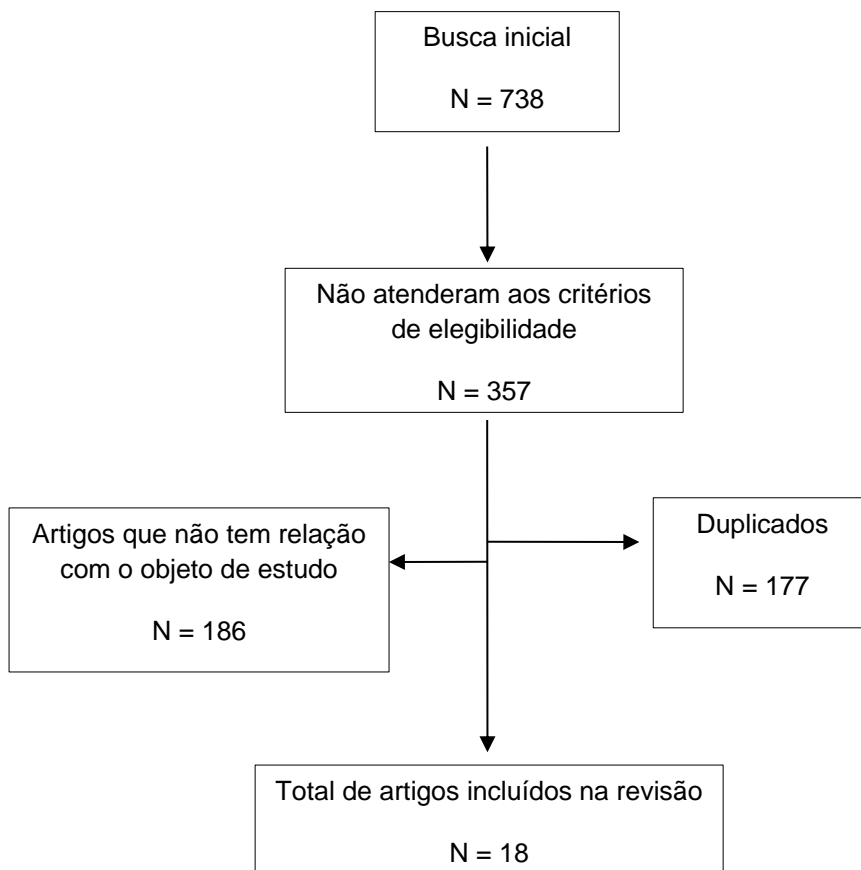 Busca inicial
N = 738
Não atenderam aos critérios
de elegibilidade
N = 357
Artigos que não tem relação
com o objeto de estudo
N = 186
Duplicados
N = 177
Total de artigos incluídos na revisão
N = 18